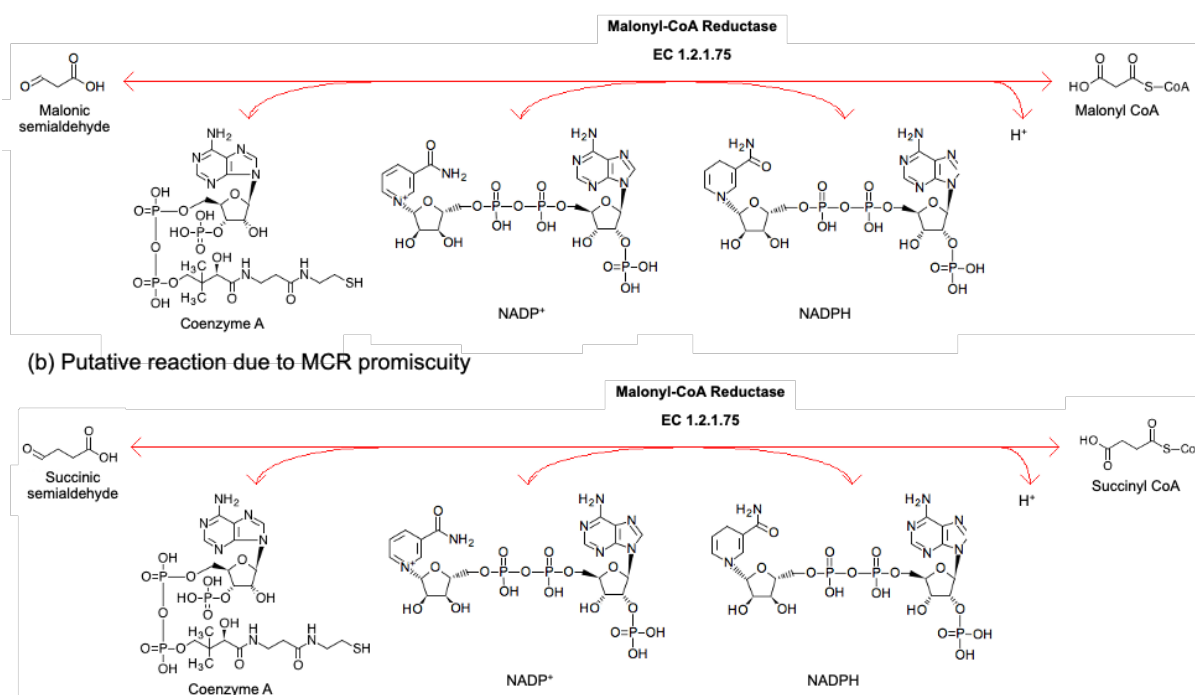 Malonyl-CoA Reductase
EC 1.2.1.75
Malonic
semialdehyde
Malonyl CoA
H⁺
Coenzyme A
NADP⁺
NADPH
(b) Putative reaction due to MCR promiscuity
Malonyl-CoA Reductase
EC 1.2.1.75
Succinic
semialdehyde
Succinyl CoA
H⁺
Coenzyme A
NADP⁺
NADPH